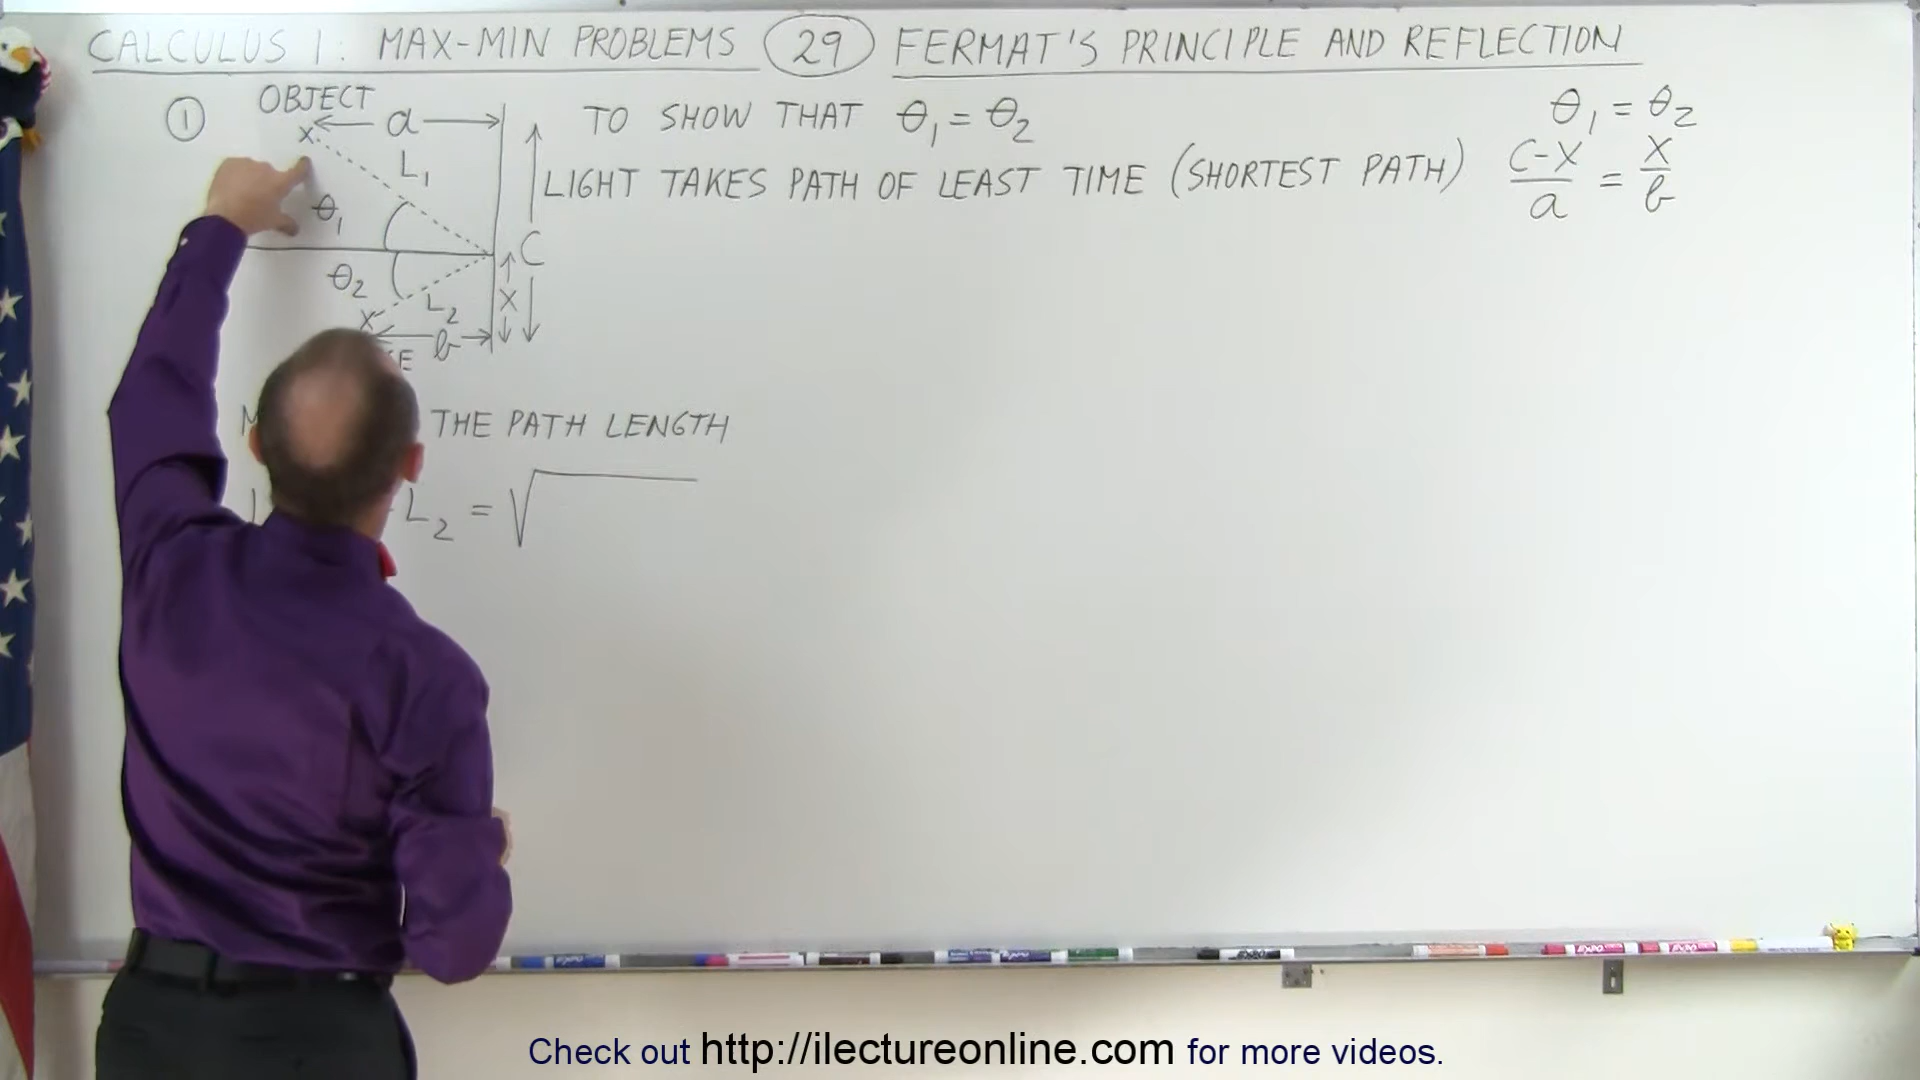 CALCULUS 1: MAX-MIN PROBLEMS 29 FERMAT'S PRINCIPLE AND REFLECTION
1
OBJECT
X
a
L1
θ1
θ2
L2
X
b
X
C
TO SHOW THAT θ1 = θ2
LIGHT TAKES PATH OF LEAST TIME (SHORTEST PATH)
θ1 = θ2
C-X/a = X/b
THE PATH LENGTH
L2 = √
EXPO
Check out http://ilectureonline.com for more videos.